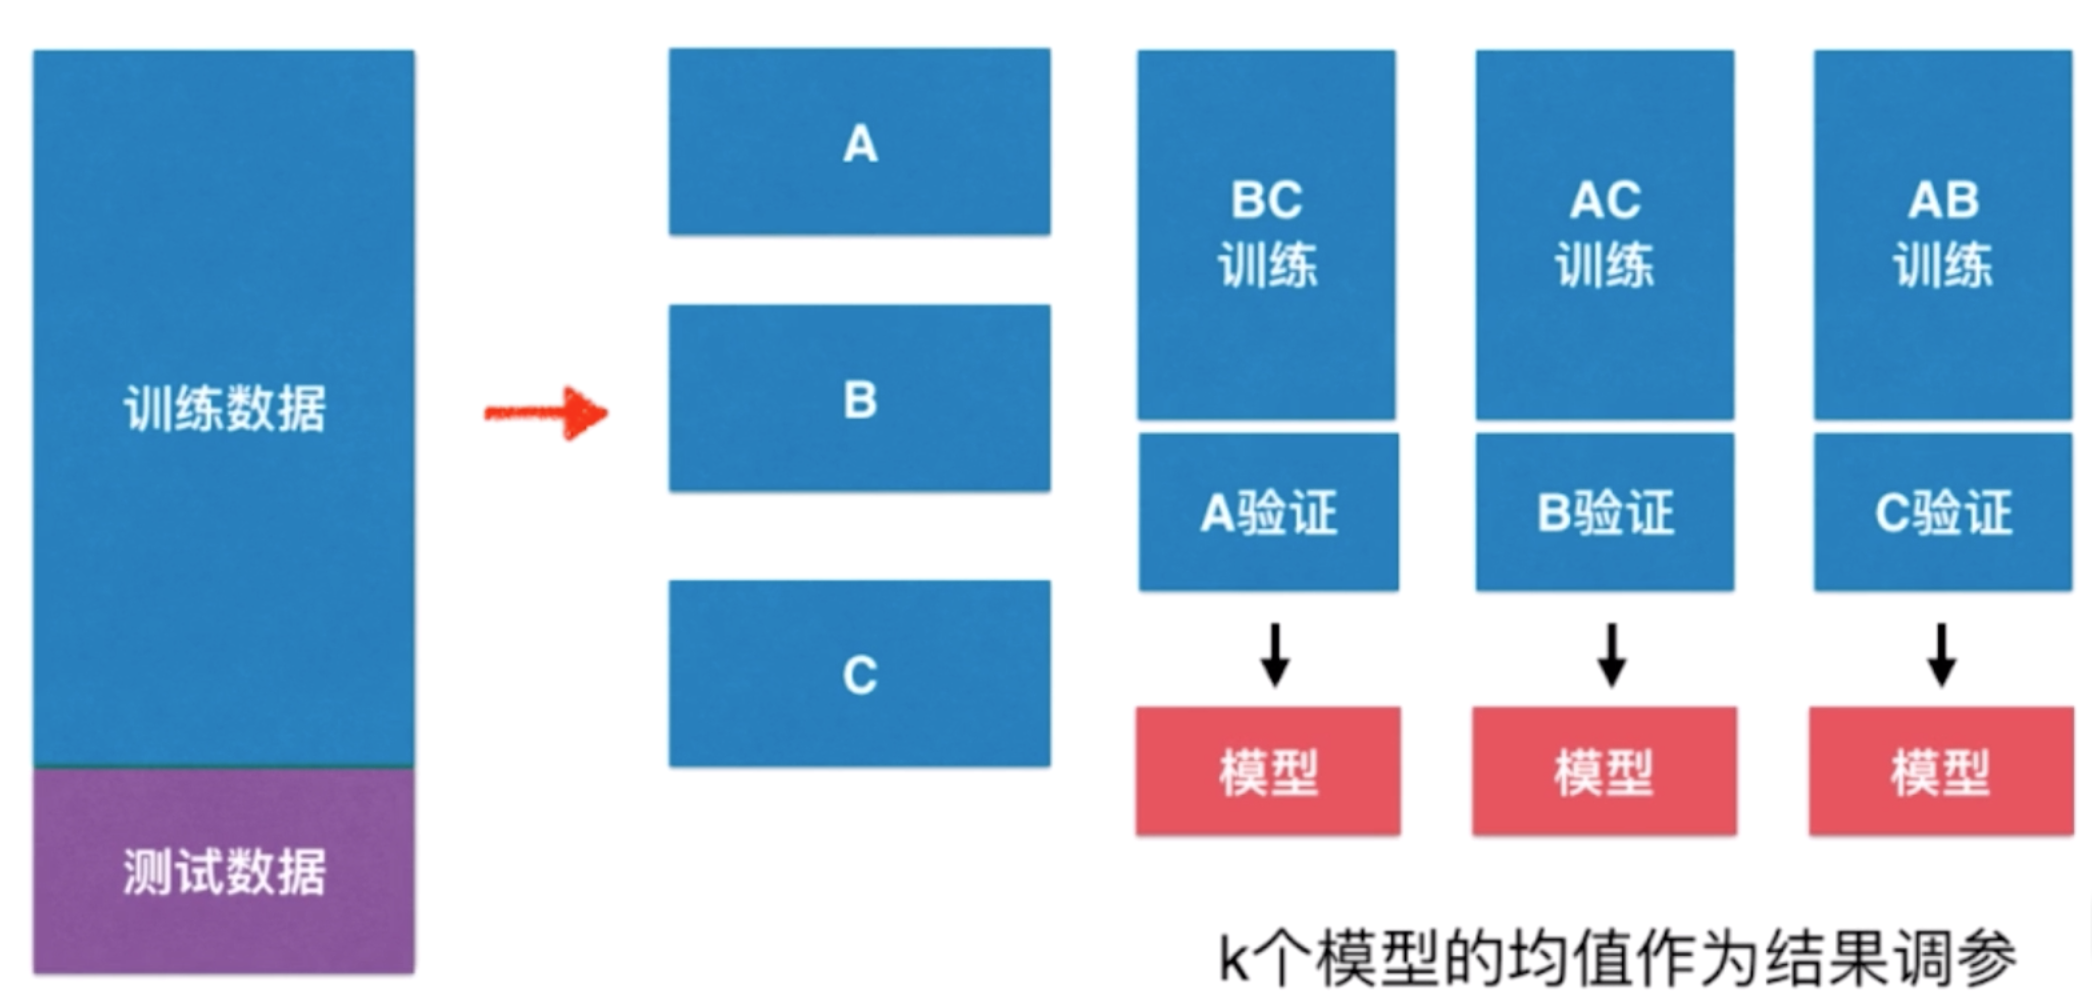 训练数据
测试数据
A
B
C
BC
训练
A验证
模型
AC
训练
B验证
模型
AB
训练
C验证
模型
k个模型的均值作为结果调参